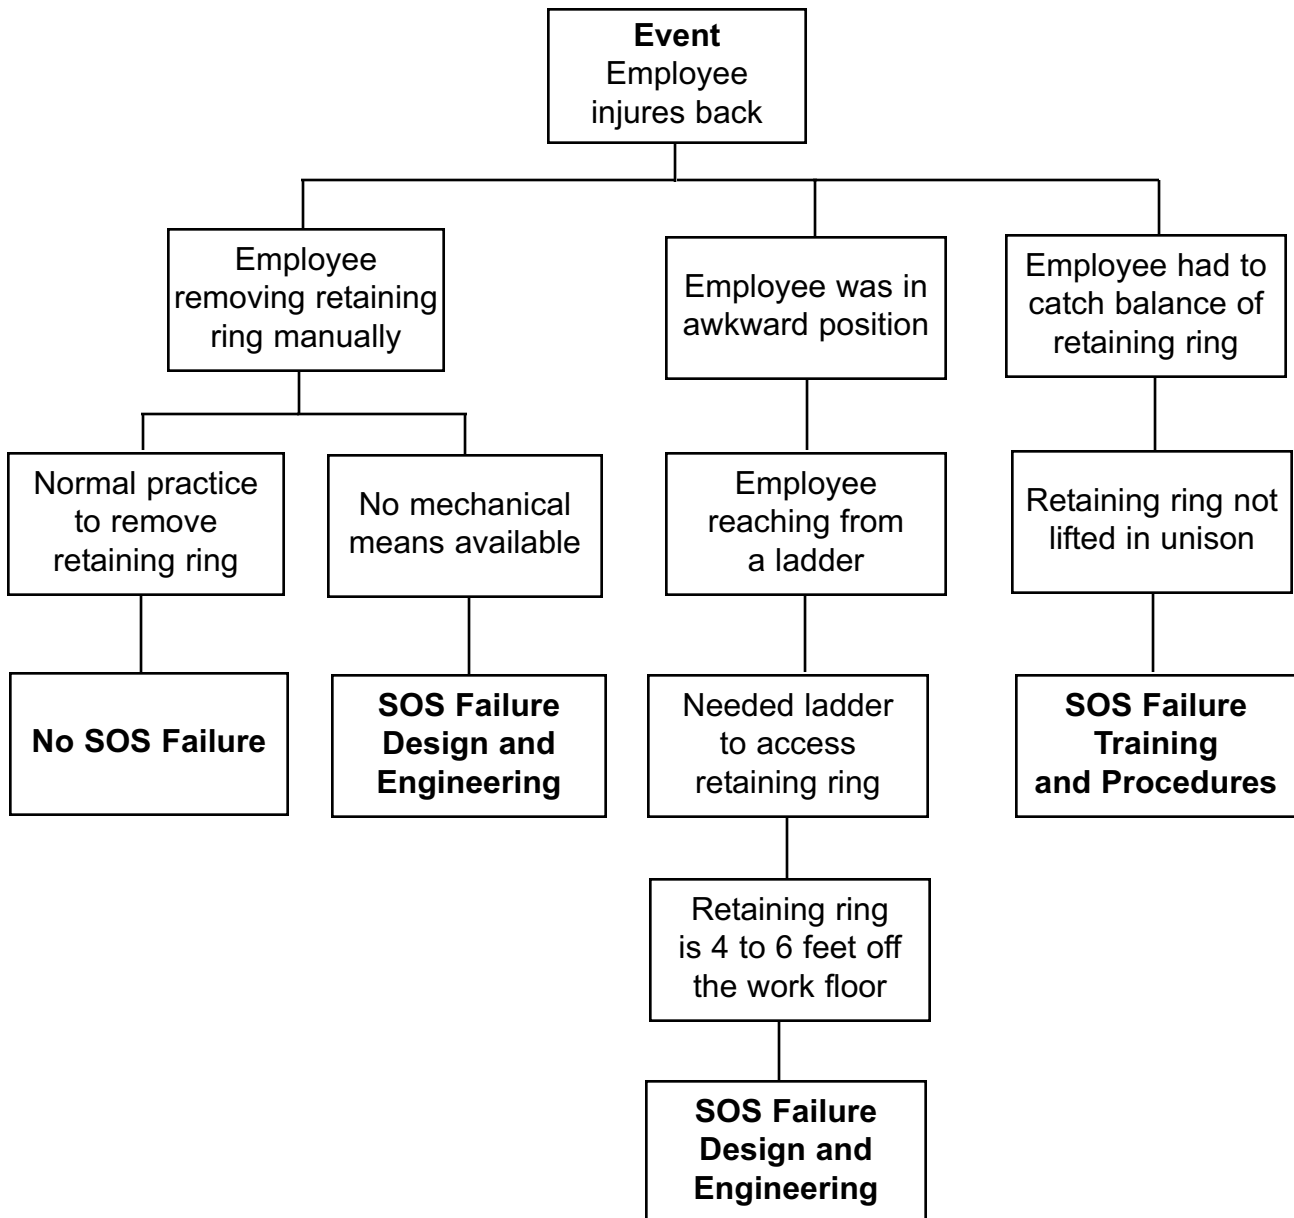 Event
Employee
injures back
Employee
removing retaining
ring manually
Employee was in
awkward position
Employee had to
catch balance of
retaining ring
Normal practice
to remove
retaining ring
No mechanical
means available
Employee
reaching from
a ladder
Retaining ring not
lifted in unison
No SOS Failure
SOS Failure
Design and
Engineering
Needed ladder
to access
retaining ring
SOS Failure
Training
and Procedures
Retaining ring
is 4 to 6 feet off
the work floor
SOS Failure
Design and
Engineering